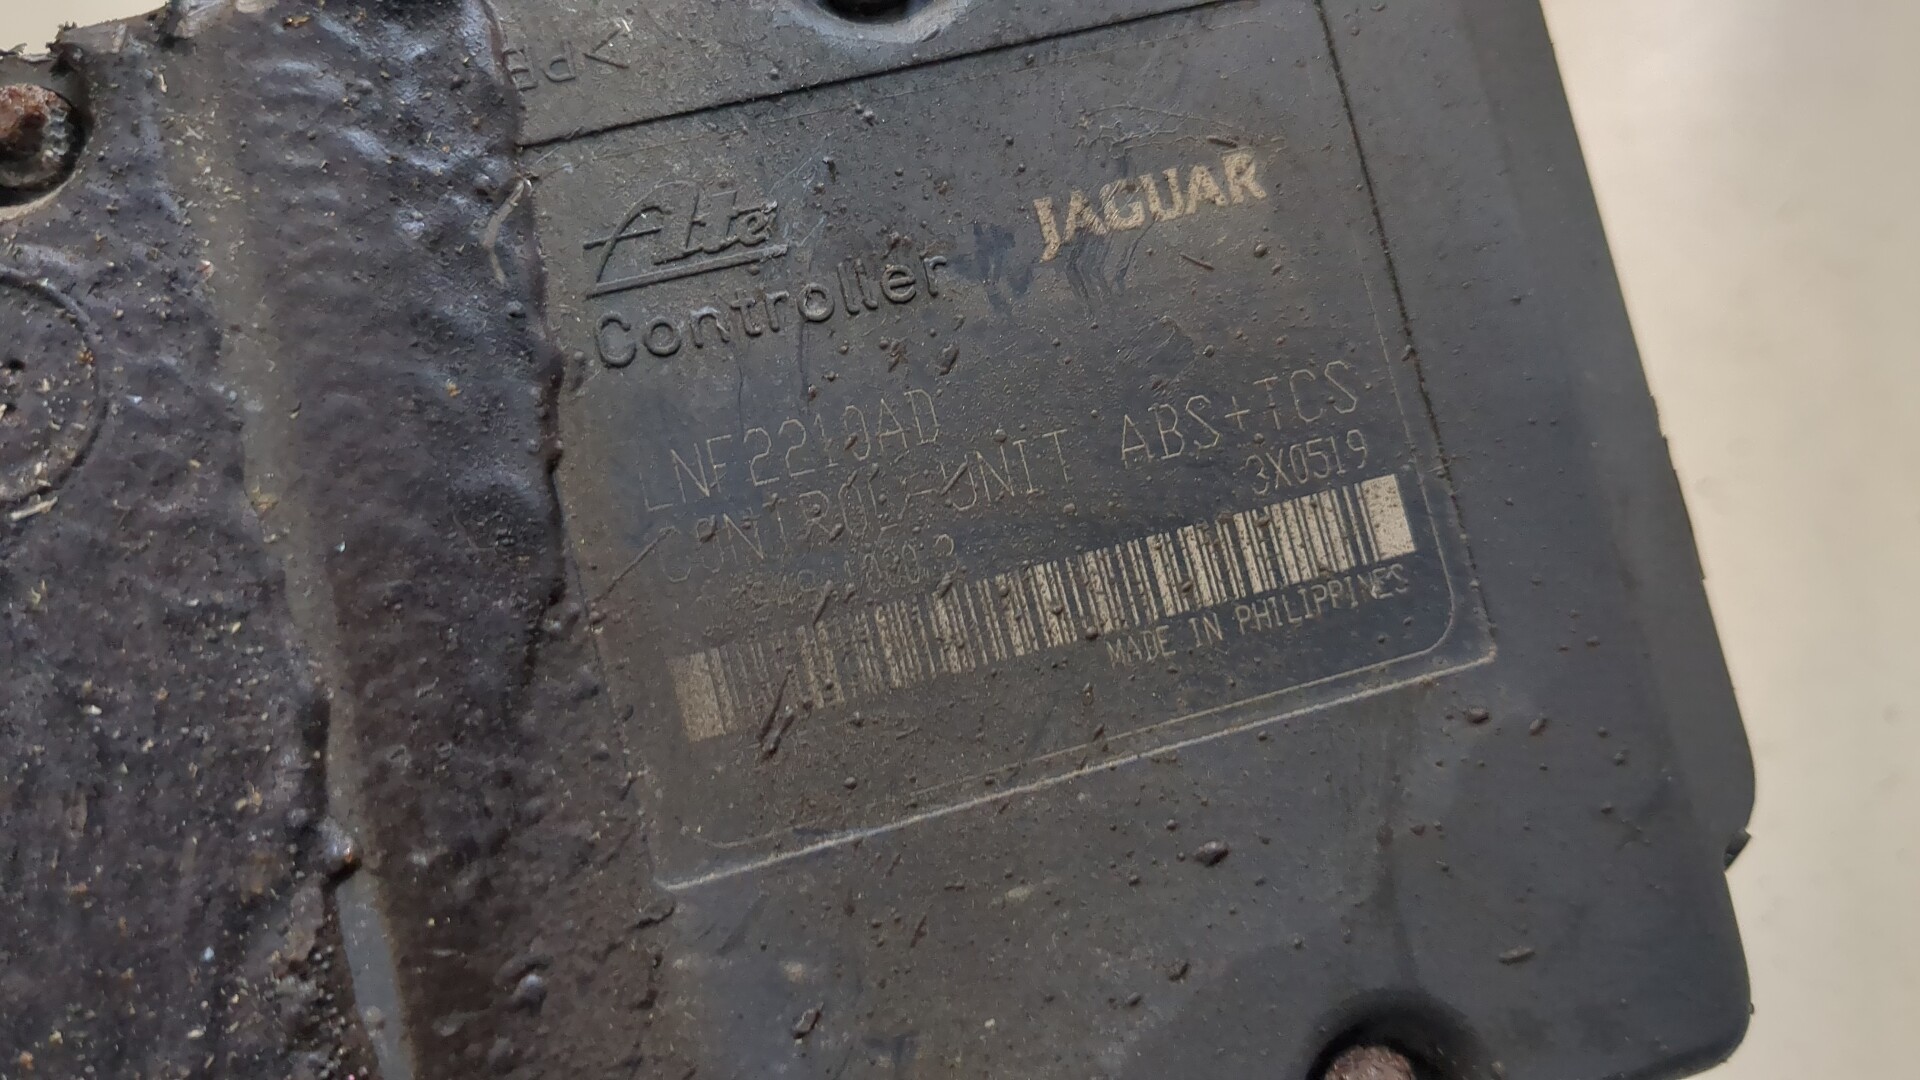 Ate
Controller
JAGUAR
LNF2210AD
CONTROL-UNIT ABS+TCS
3X0519
MADE IN PHILIPPINES